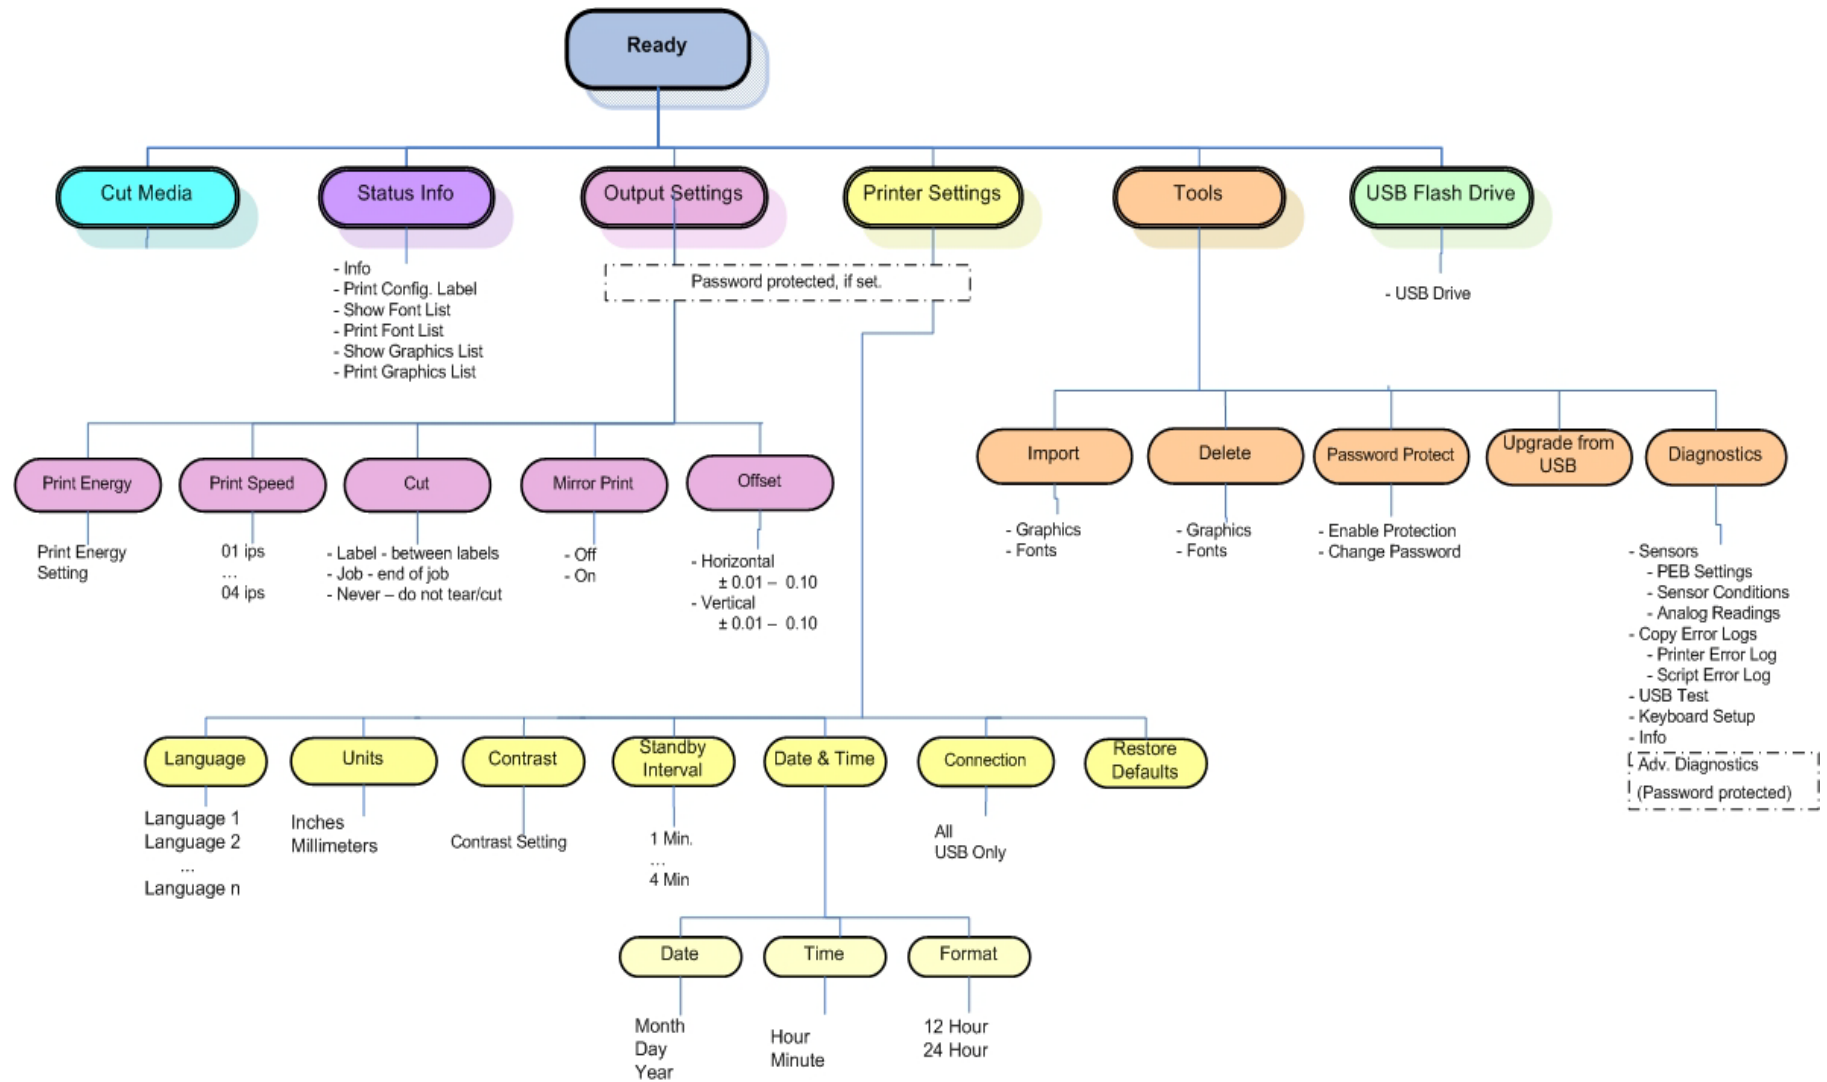 Ready
Cut Media
Status Info
Output Settings
Printer Settings
Tools
USB Flash Drive
- Info
- Print Config. Label
- Show Font List
- Print Font List
- Show Graphics List
- Print Graphics List
Password protected, if set.
- USB Drive
Print Energy
Print Speed
Cut
Mirror Print
Offset
Print Energy
Setting
01 ips
...
04 ips
- Label - between labels
- Job - end of job
- Never – do not tear/cut
- Off
- On
- Horizontal
± 0.01 – 0.10
- Vertical
± 0.01 – 0.10
Import
Delete
Password Protect
Upgrade from
USB
Diagnostics
- Graphics
- Fonts
- Graphics
- Fonts
- Enable Protection
- Change Password
- Sensors
- PEB Settings
- Sensor Conditions
- Analog Readings
- Copy Error Logs
- Printer Error Log
- Script Error Log
- USB Test
- Keyboard Setup
- Info
- Adv. Diagnostics
(Password protected)
Language
Units
Contrast
Standby
Interval
Date & Time
Connection
Restore
Defaults
Language 1
Language 2
...
Language n
Inches
Millimeters
Contrast Setting
1 Min.
...
4 Min
All
USB Only
Date
Time
Format
Month
Day
Year
Hour
Minute
12 Hour
24 Hour